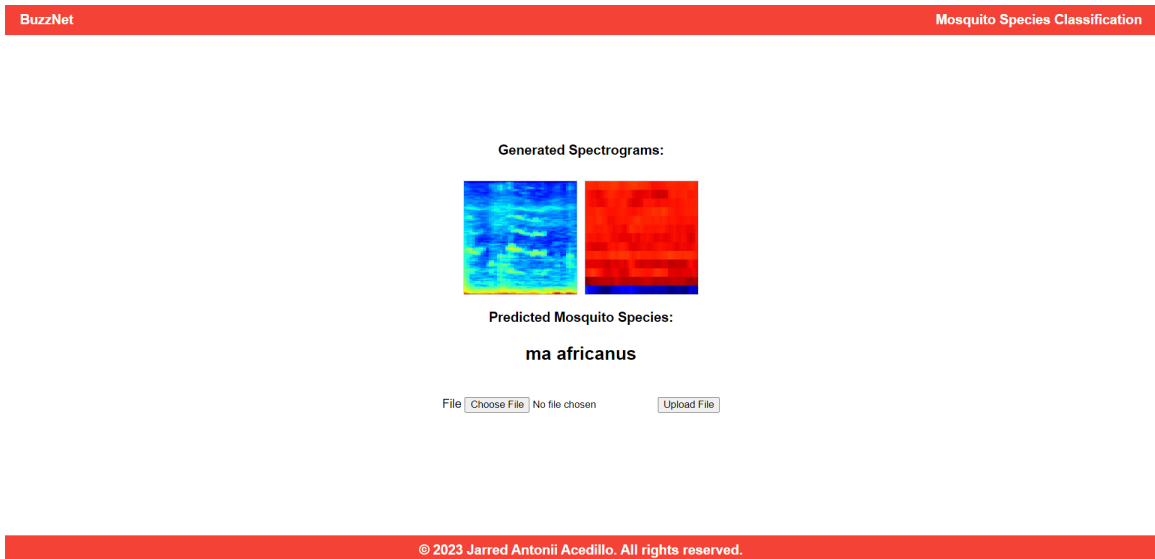 BuzzNet
Mosquito Species Classification
Generated Spectrograms:
Predicted Mosquito Species:
ma africanus
File Choose File No file chosen Upload File
© 2023 Jarred Antonii Acedillo. All rights reserved.